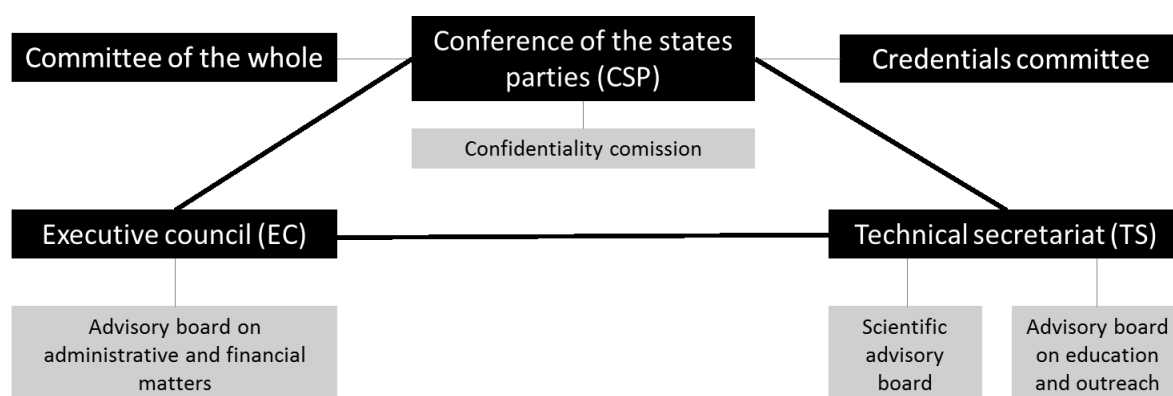 Committee of the whole
Conference of the states
parties (CSP)
Credentials committee
Confidentiality comission
Executive council (EC)
Technical secretariat (TS)
Advisory board on
administrative and financial
matters
Scientific
advisory
board
Advisory board
on education
and outreach